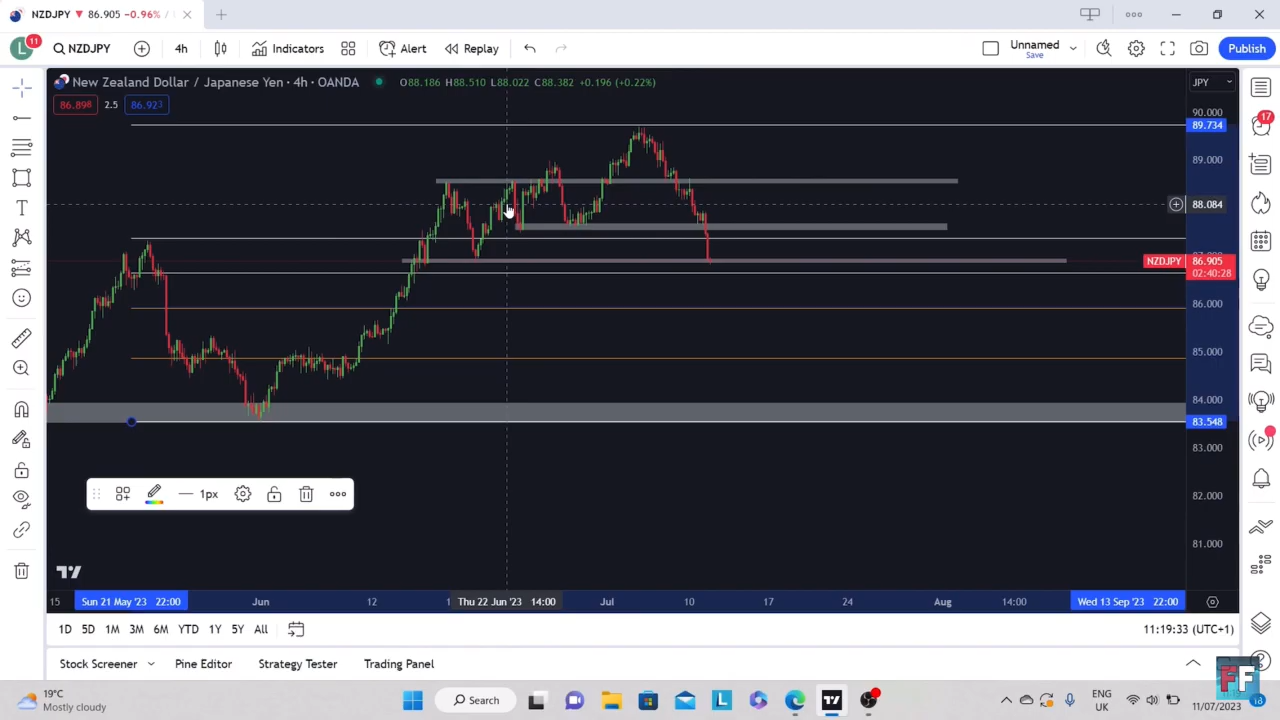 NZDJPY ▼ 86.905 −0.96% /
L 11 NZDJPY 4h Indicators Alert Replay Unnamed Save Publish
New Zealand Dollar / Japanese Yen · 4h · OANDA O88.186 H88.510 L88.022 88.382 +0.196 (+0.22%)
JPY
86.898 2.5 86.923
90.000
89.734
17
89.000
88.084
NZDJPY 86.905
02:40:28
86.000
85.000
84.000
83.548
83.000
1px
82.000
81.000
15 Sun 21 May '23 22:00 Jun 12 Thu 22 Jun '23 14:00 Jul 10 17 24 Aug 14:00 Wed 13 Sep '23 22:00
1D 5D 1M 3M 6M YTD 1Y 5Y All 11:19:33 (UTC+1)
Stock Screener Pine Editor Strategy Tester Trading Panel
FF
19°C
Mostly cloudy
Search
ENG
UK
11/07/2023
18